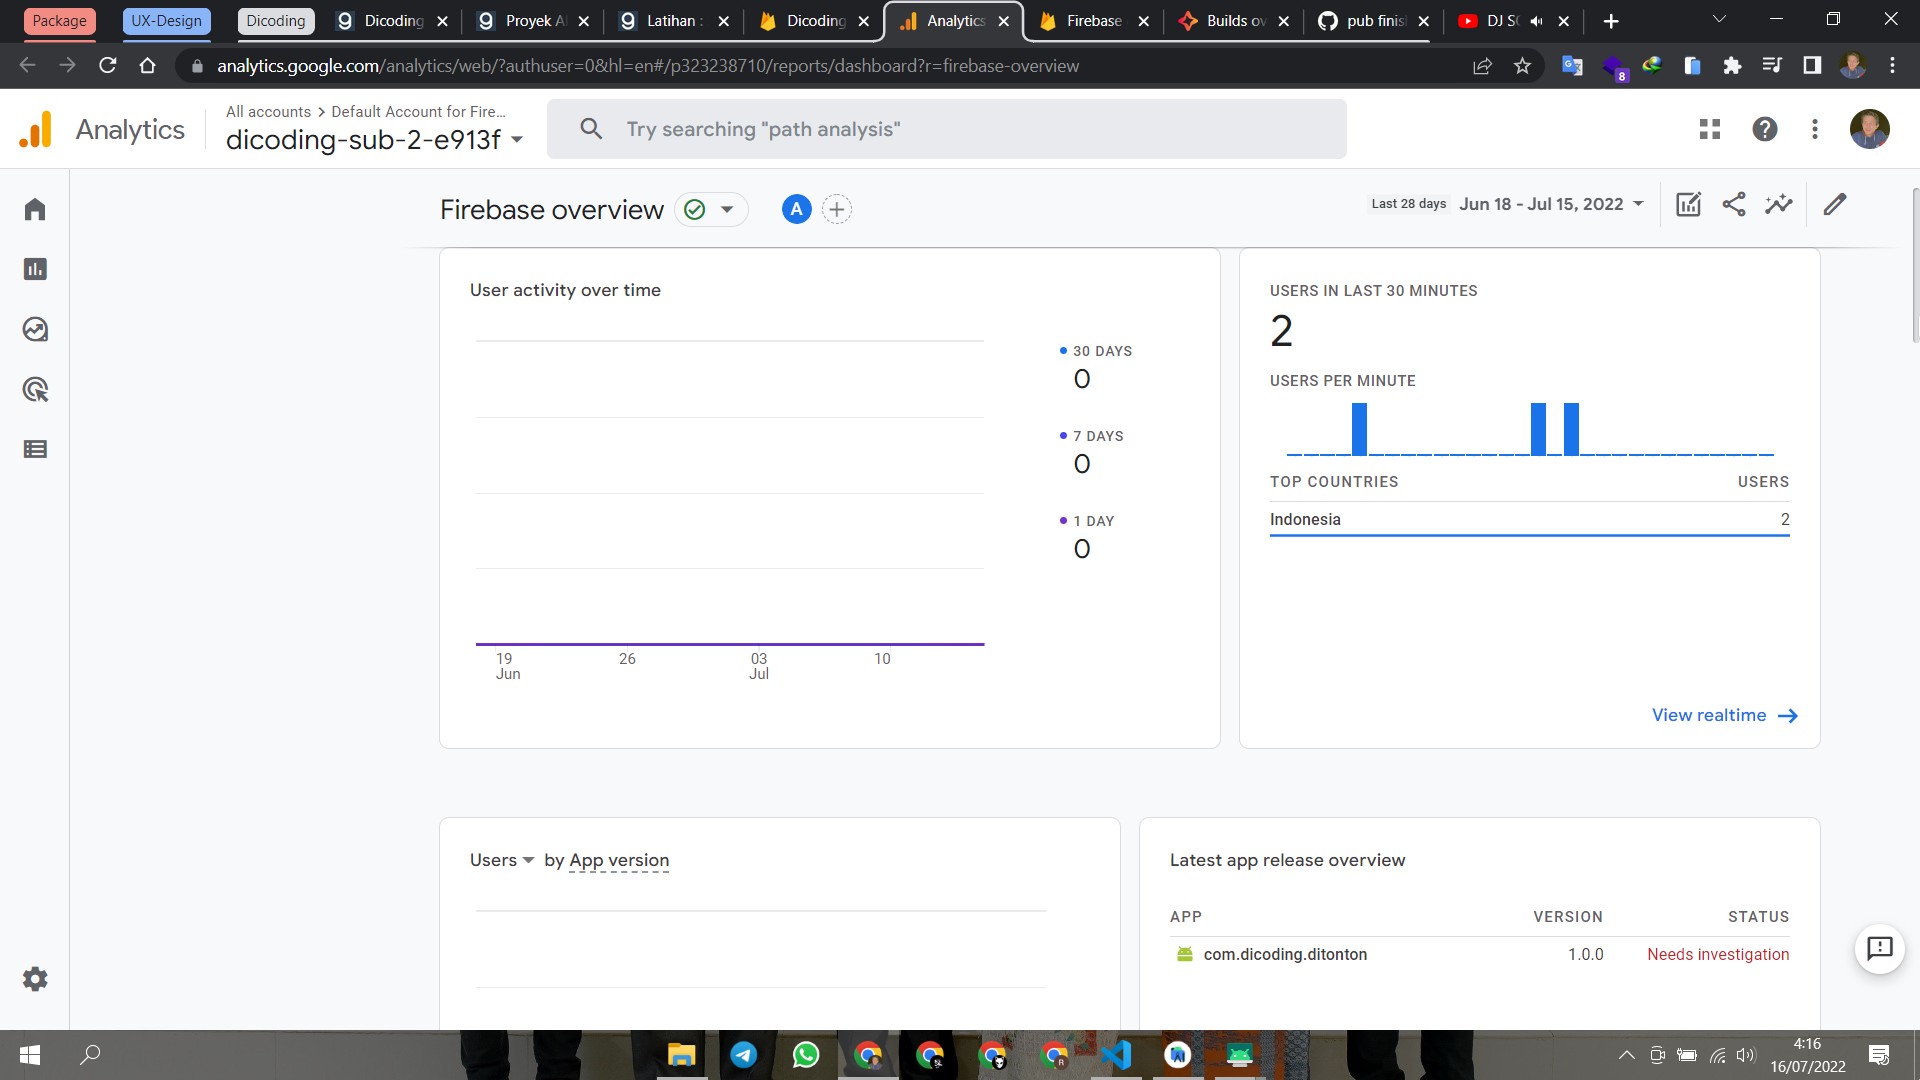 Package
UX-Design
Dicoding
Dicoding
Proyek A
Latihan :
Dicoding
Analytics
Firebase
Builds ov
pub finis
DJ S
analytics.google.com/analytics/web/?authuser=0&hl=en#/p323238710/reports/dashboard?r=firebase-overview
8
Analytics
All accounts > Default Account for Fire...
dicoding-sub-2-e913f
Try searching "path analysis"
Firebase overview
A
Last 28 days
Jun 18 - Jul 15, 2022
User activity over time
30 DAYS
0
7 DAYS
0
1 DAY
0
19
Jun
26
03
Jul
10
USERS IN LAST 30 MINUTES
2
USERS PER MINUTE
TOP COUNTRIES
USERS
Indonesia
2
View realtime
Users by App version
Latest app release overview
APP
VERSION
STATUS
com.dicoding.ditonton
1.0.0
Needs investigation
4:16
16/07/2022